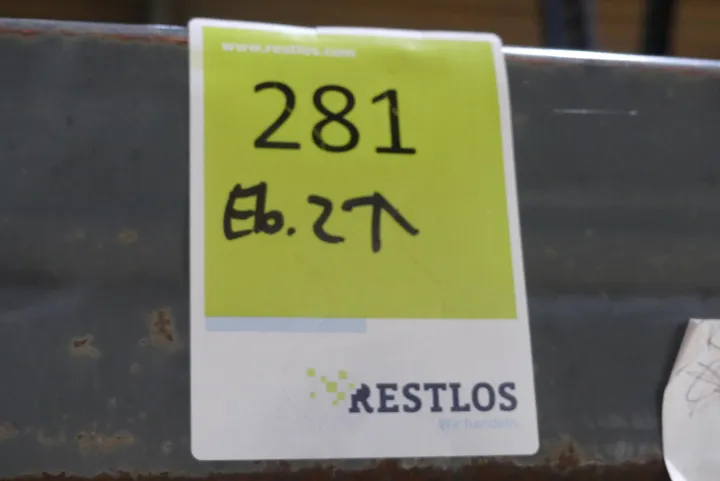 www.restlos.com
281
Eb. 2↑
RESTLOS
Wir handeln.